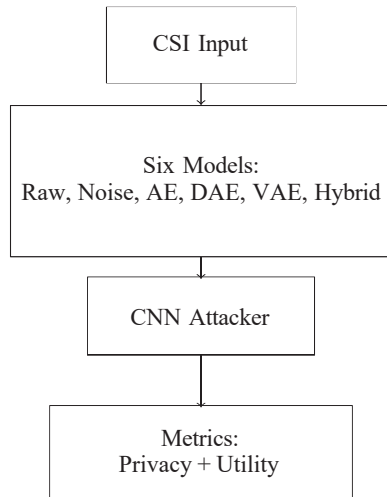 CSI Input
Six Models:
Raw, Noise, AE, DAE, VAE, Hybrid
CNN Attacker
Metrics:
Privacy + Utility